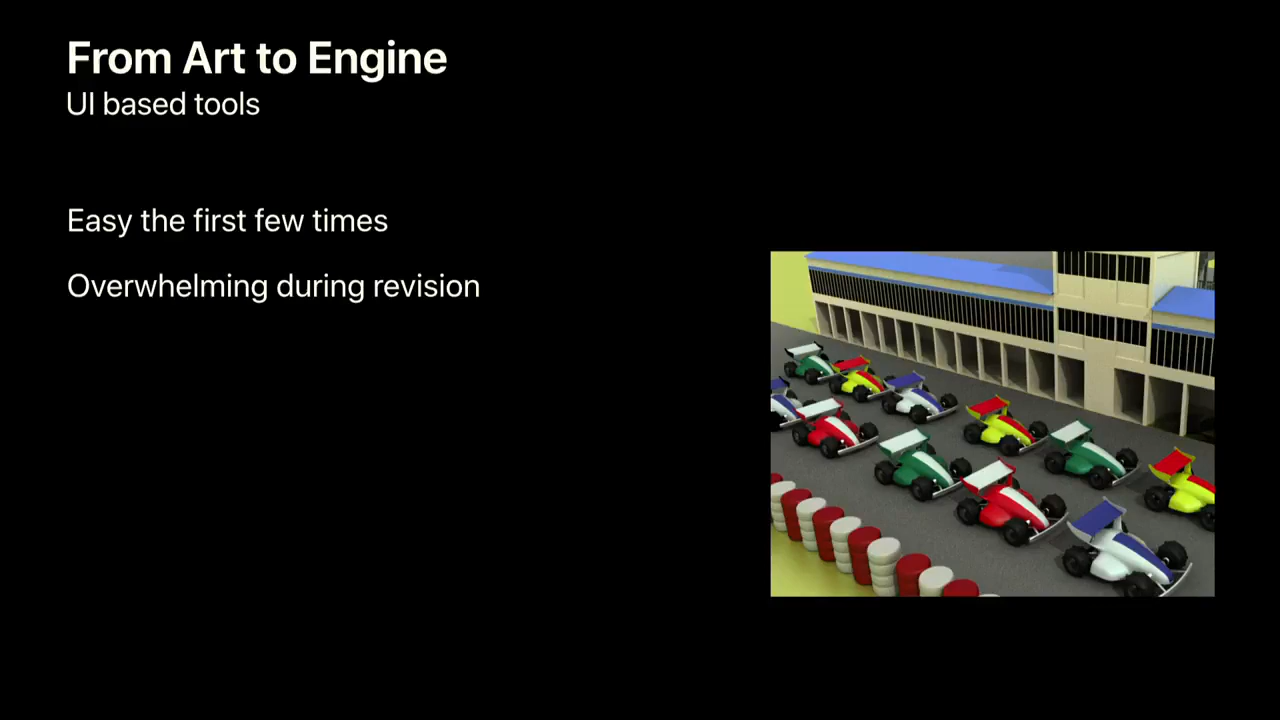 From Art to Engine
UI based tools
Easy the first few times
Overwhelming during revision